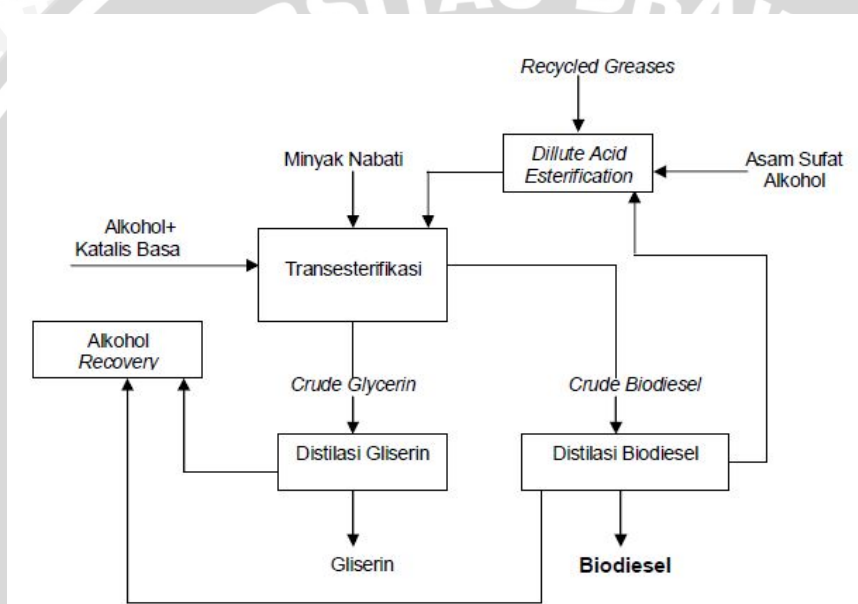 Recycled Greases
Dillute Acid
Esterification
Asam Sufat
Alkohol
Minyak Nabati
Alkohol+
Katalis Basa
Transesterifikasi
Alkohol
Recovery
Crude Glycerin
Crude Biodiesel
Distilasi Gliserin
Distilasi Biodiesel
Gliserin
Biodiesel